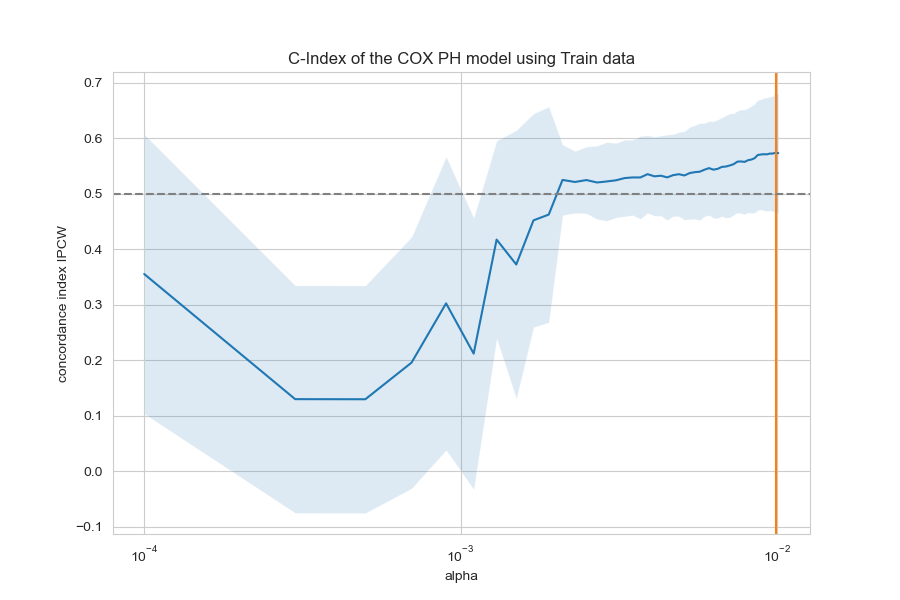 C-Index of the COX PH model using Train data
concordance index IPCW
0.7
0.6
0.5
0.4
0.3
0.2
0.1
0.0
−0.1
10⁻⁴ 10⁻³ 10⁻²
alpha